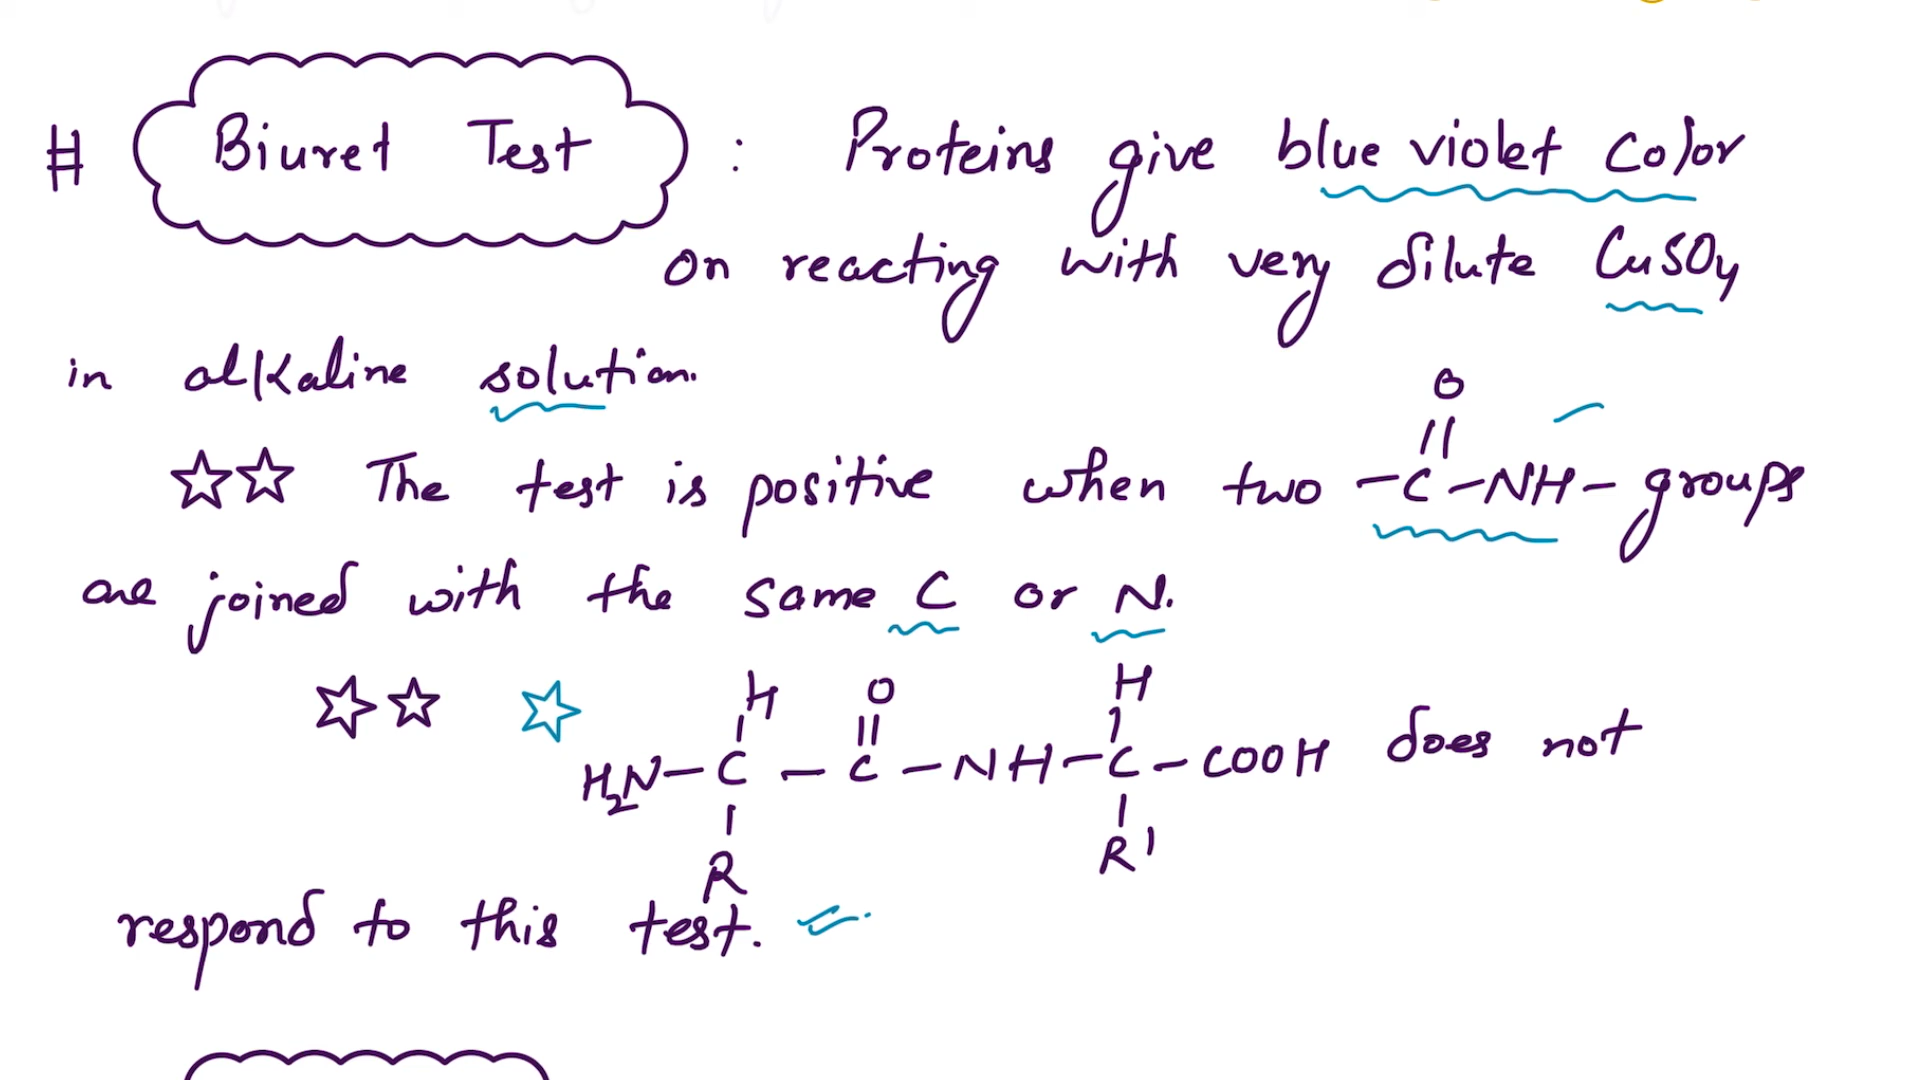 # Biuret Test : Proteins give blue violet color
on reacting with very dilute CuSO4
in alkaline solution.
O
||
☆☆ The test is positive when two -C-NH- groups
are joined with the same C or N.
☆☆ ☆
H O H
| || |
H2N-C-C-NH-C-COOH does not
| |
R R'
respond to this test.